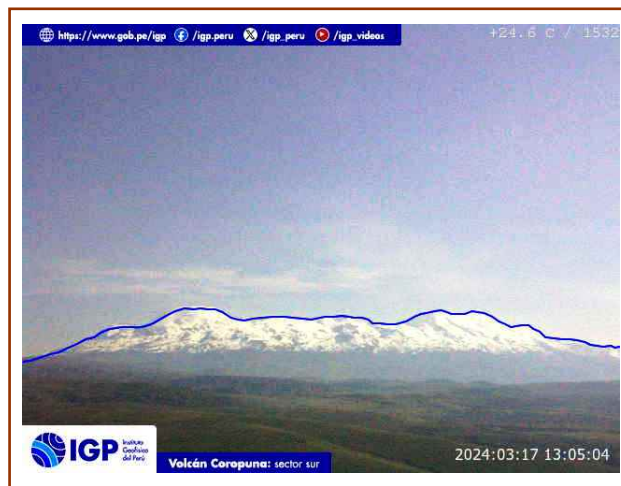 https://www.gob.pe/igp /igp.peru /igp_peru /igp_videos
+24.6 C / 1532
IGP Instituto Geofísico del Perú
Volcán Coropuna: sector sur
2024:03:17 13:05:04